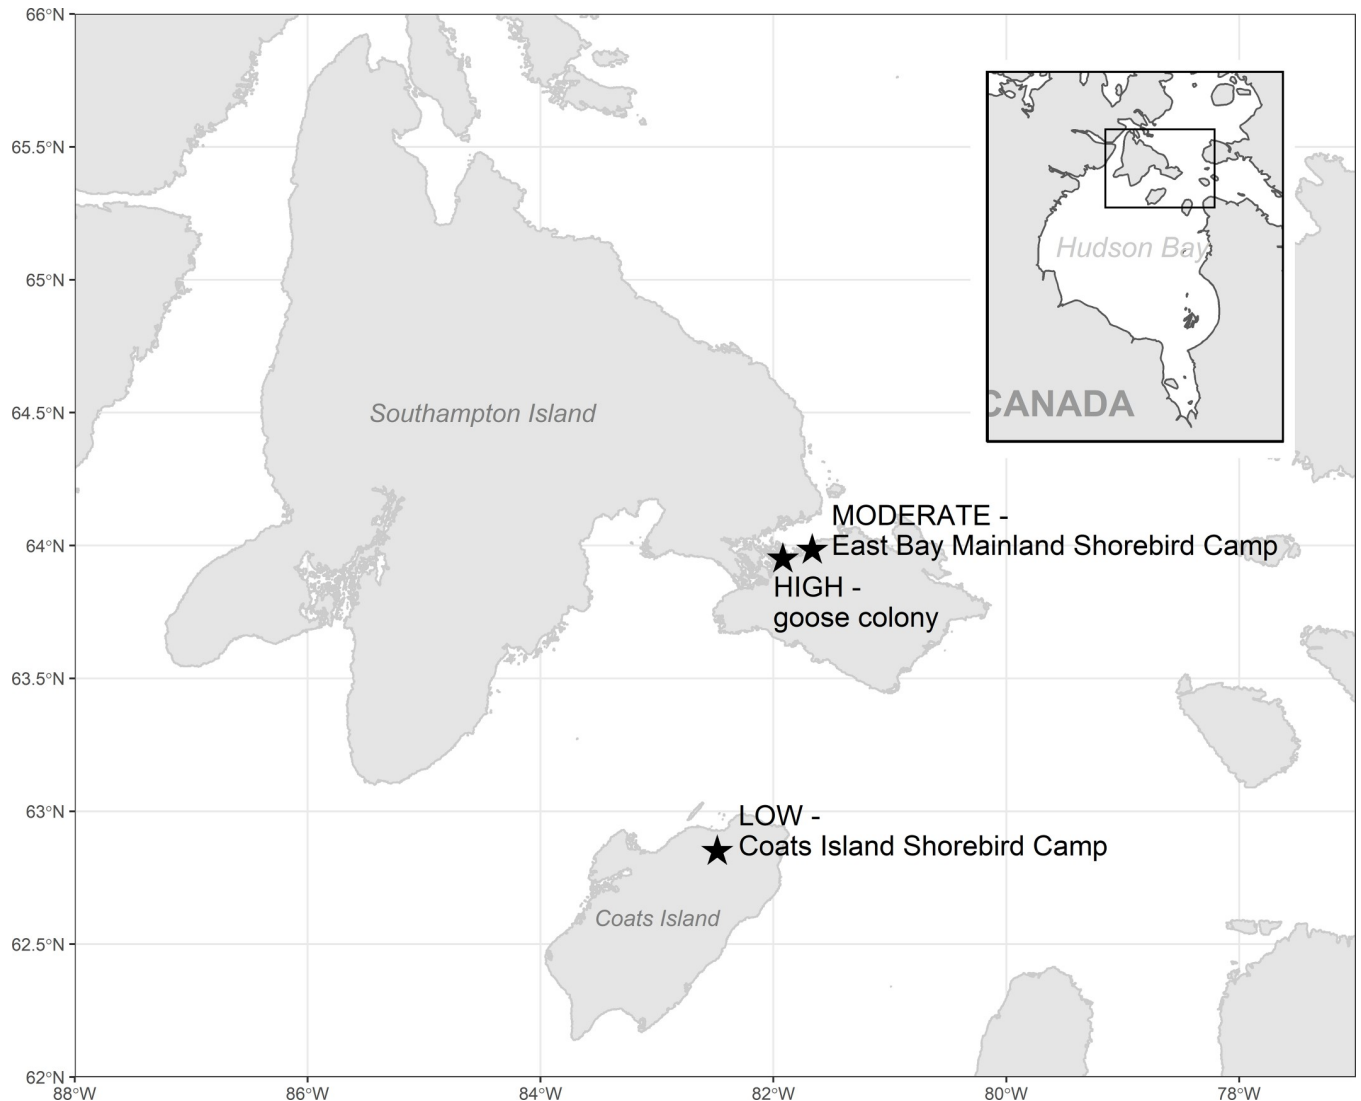 66°N
65.5°N
65°N
64.5°N
64°N
63.5°N
63°N
62.5°N
62°N
88°W
86°W
84°W
82°W
80°W
78°W
Hudson Bay
CANADA
Southampton Island
MODERATE -
East Bay Mainland Shorebird Camp
HIGH -
goose colony
LOW -
Coats Island Shorebird Camp
Coats Island